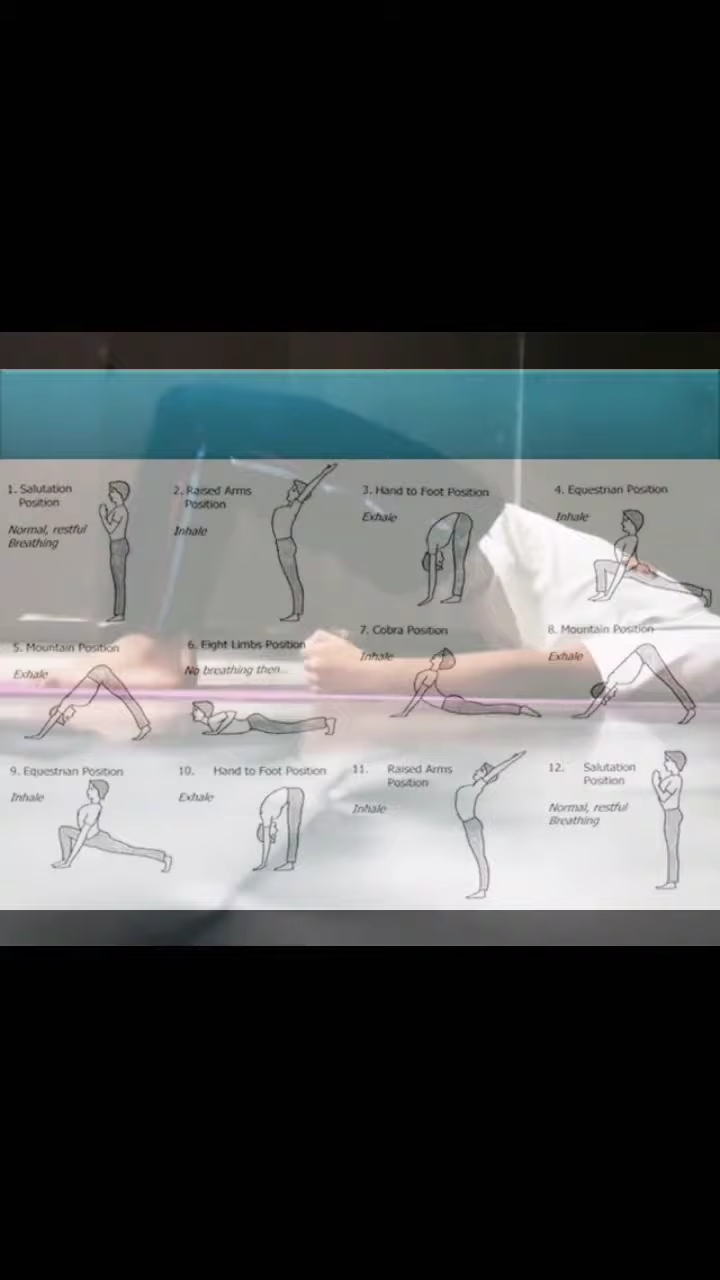 1. Salutation
Position
Normal, restful
Breathing
2. Raised Arms
Position
Inhale
3. Hand to Foot Position
Exhale
4. Equestrian Position
Inhale
5. Mountain Position
Exhale
6. Eight Limbs Position
No breathing then...
7. Cobra Position
Inhale
8. Mountain Position
Exhale
9. Equestrian Position
Inhale
10. Hand to Foot Position
Exhale
11. Raised Arms
Position
Inhale
12. Salutation
Position
Normal, restful
Breathing